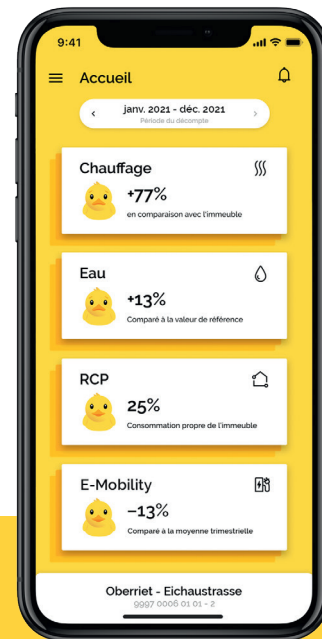 9:41
Accueil
janv. 2021 - déc. 2021
Période du décompte
Chauffage
+77%
en comparaison avec l'immeuble
Eau
+13%
Comparé à la valeur de référence
RCP
25%
Consommation propre de l'immeuble
E-Mobility
–13%
Comparé à la moyenne trimestrielle
Oberriet - Eichaustrasse
9997 0006 01 01 - 2